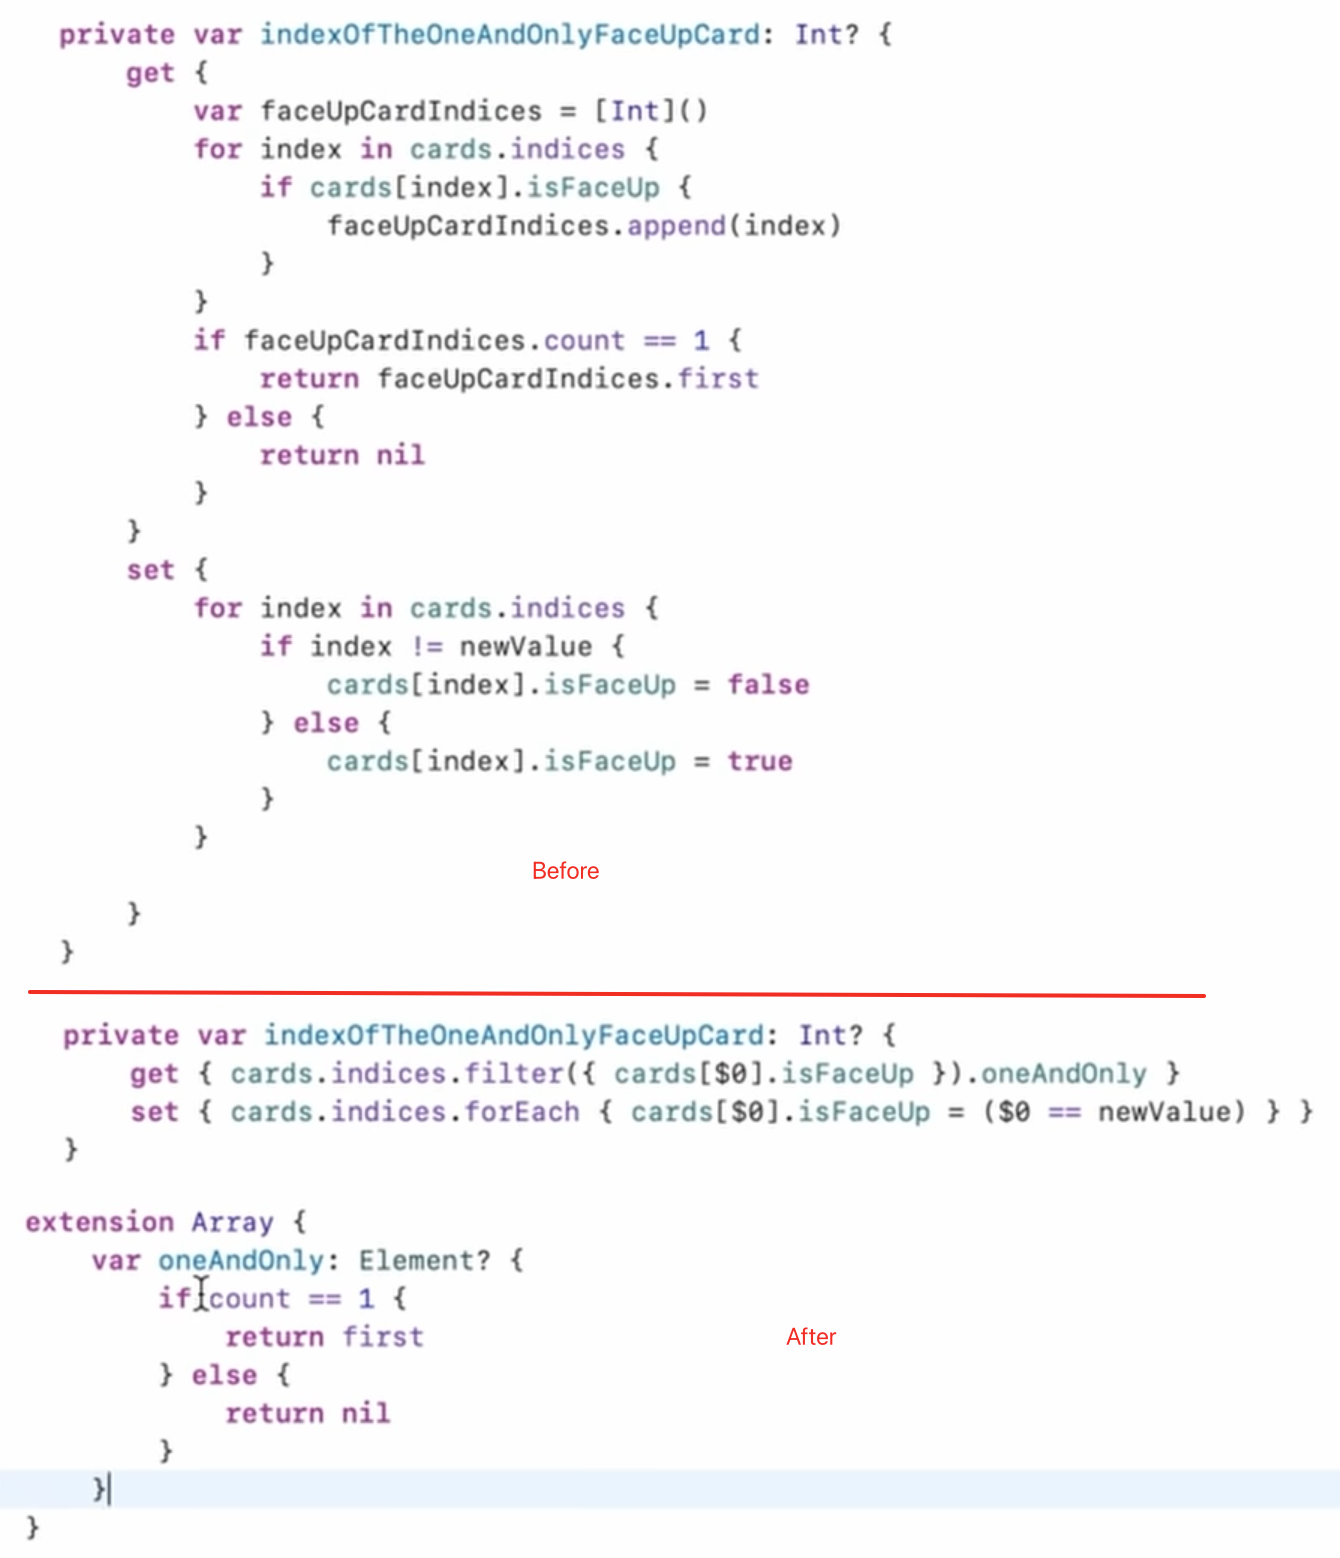 private var indexOfTheOneAndOnlyFaceUpCard: Int? {
get {
var faceUpCardIndices = [Int]()
for index in cards.indices {
if cards[index].isFaceUp {
faceUpCardIndices.append(index)
}
}
if faceUpCardIndices.count == 1 {
return faceUpCardIndices.first
} else {
return nil
}
}
set {
for index in cards.indices {
if index != newValue {
cards[index].isFaceUp = false
} else {
cards[index].isFaceUp = true
}
}
Before
}
}
private var indexOfTheOneAndOnlyFaceUpCard: Int? {
get { cards.indices.filter({ cards[$0].isFaceUp }).oneAndOnly }
set { cards.indices.forEach { cards[$0].isFaceUp = ($0 == newValue) } }
}
extension Array {
var oneAndOnly: Element? {
if count == 1 {
return first
After
} else {
return nil
}
}
}